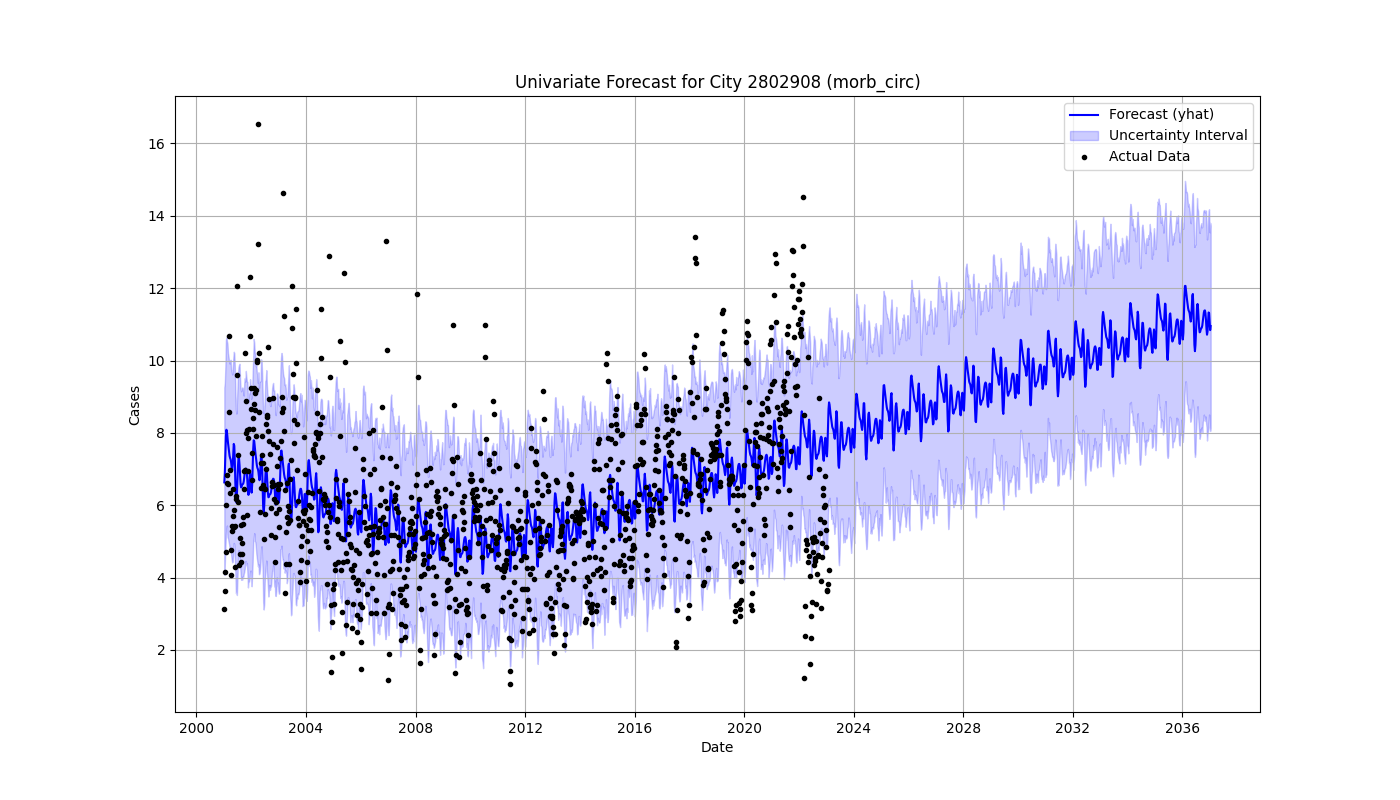 Univariate Forecast for City 2802908 (morb_circ)
Forecast (yhat)
Uncertainty Interval
Actual Data
Cases
16
14
12
10
8
6
4
2
2000 2004 2008 2012 2016 2020 2024 2028 2032 2036
Date